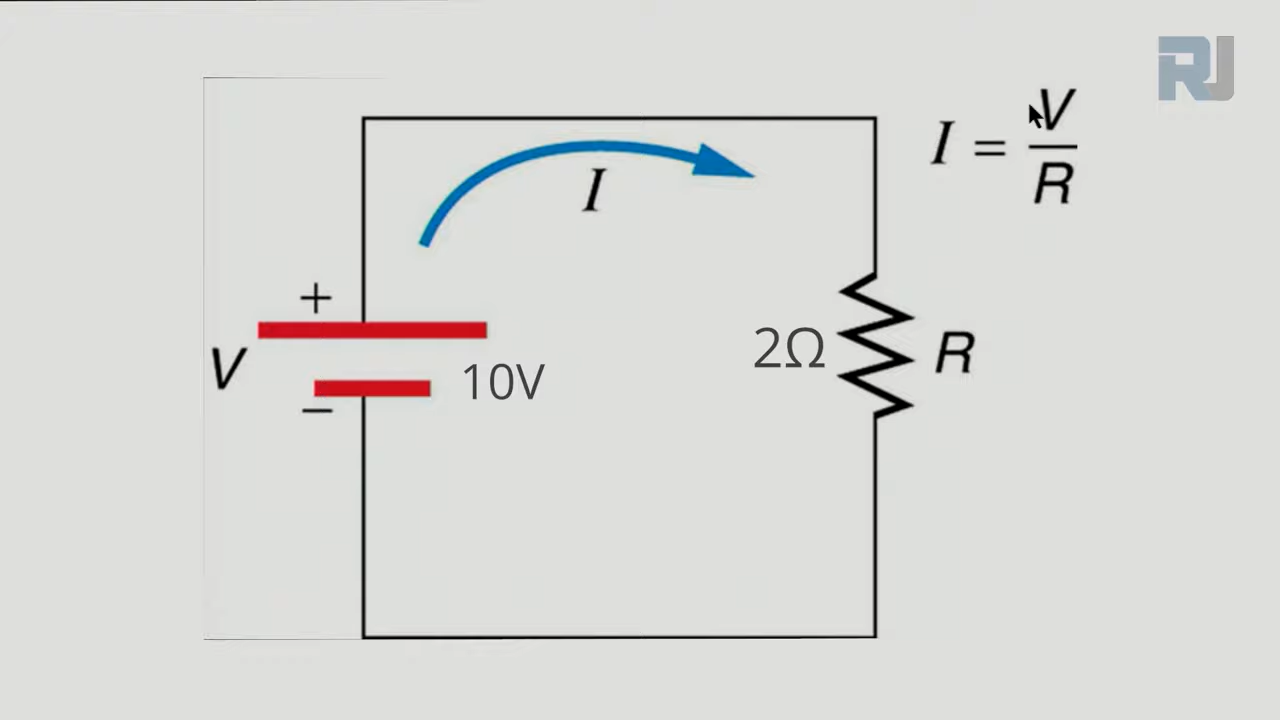 RJ
I = V
R
I
+
V
10V
−
2Ω
R